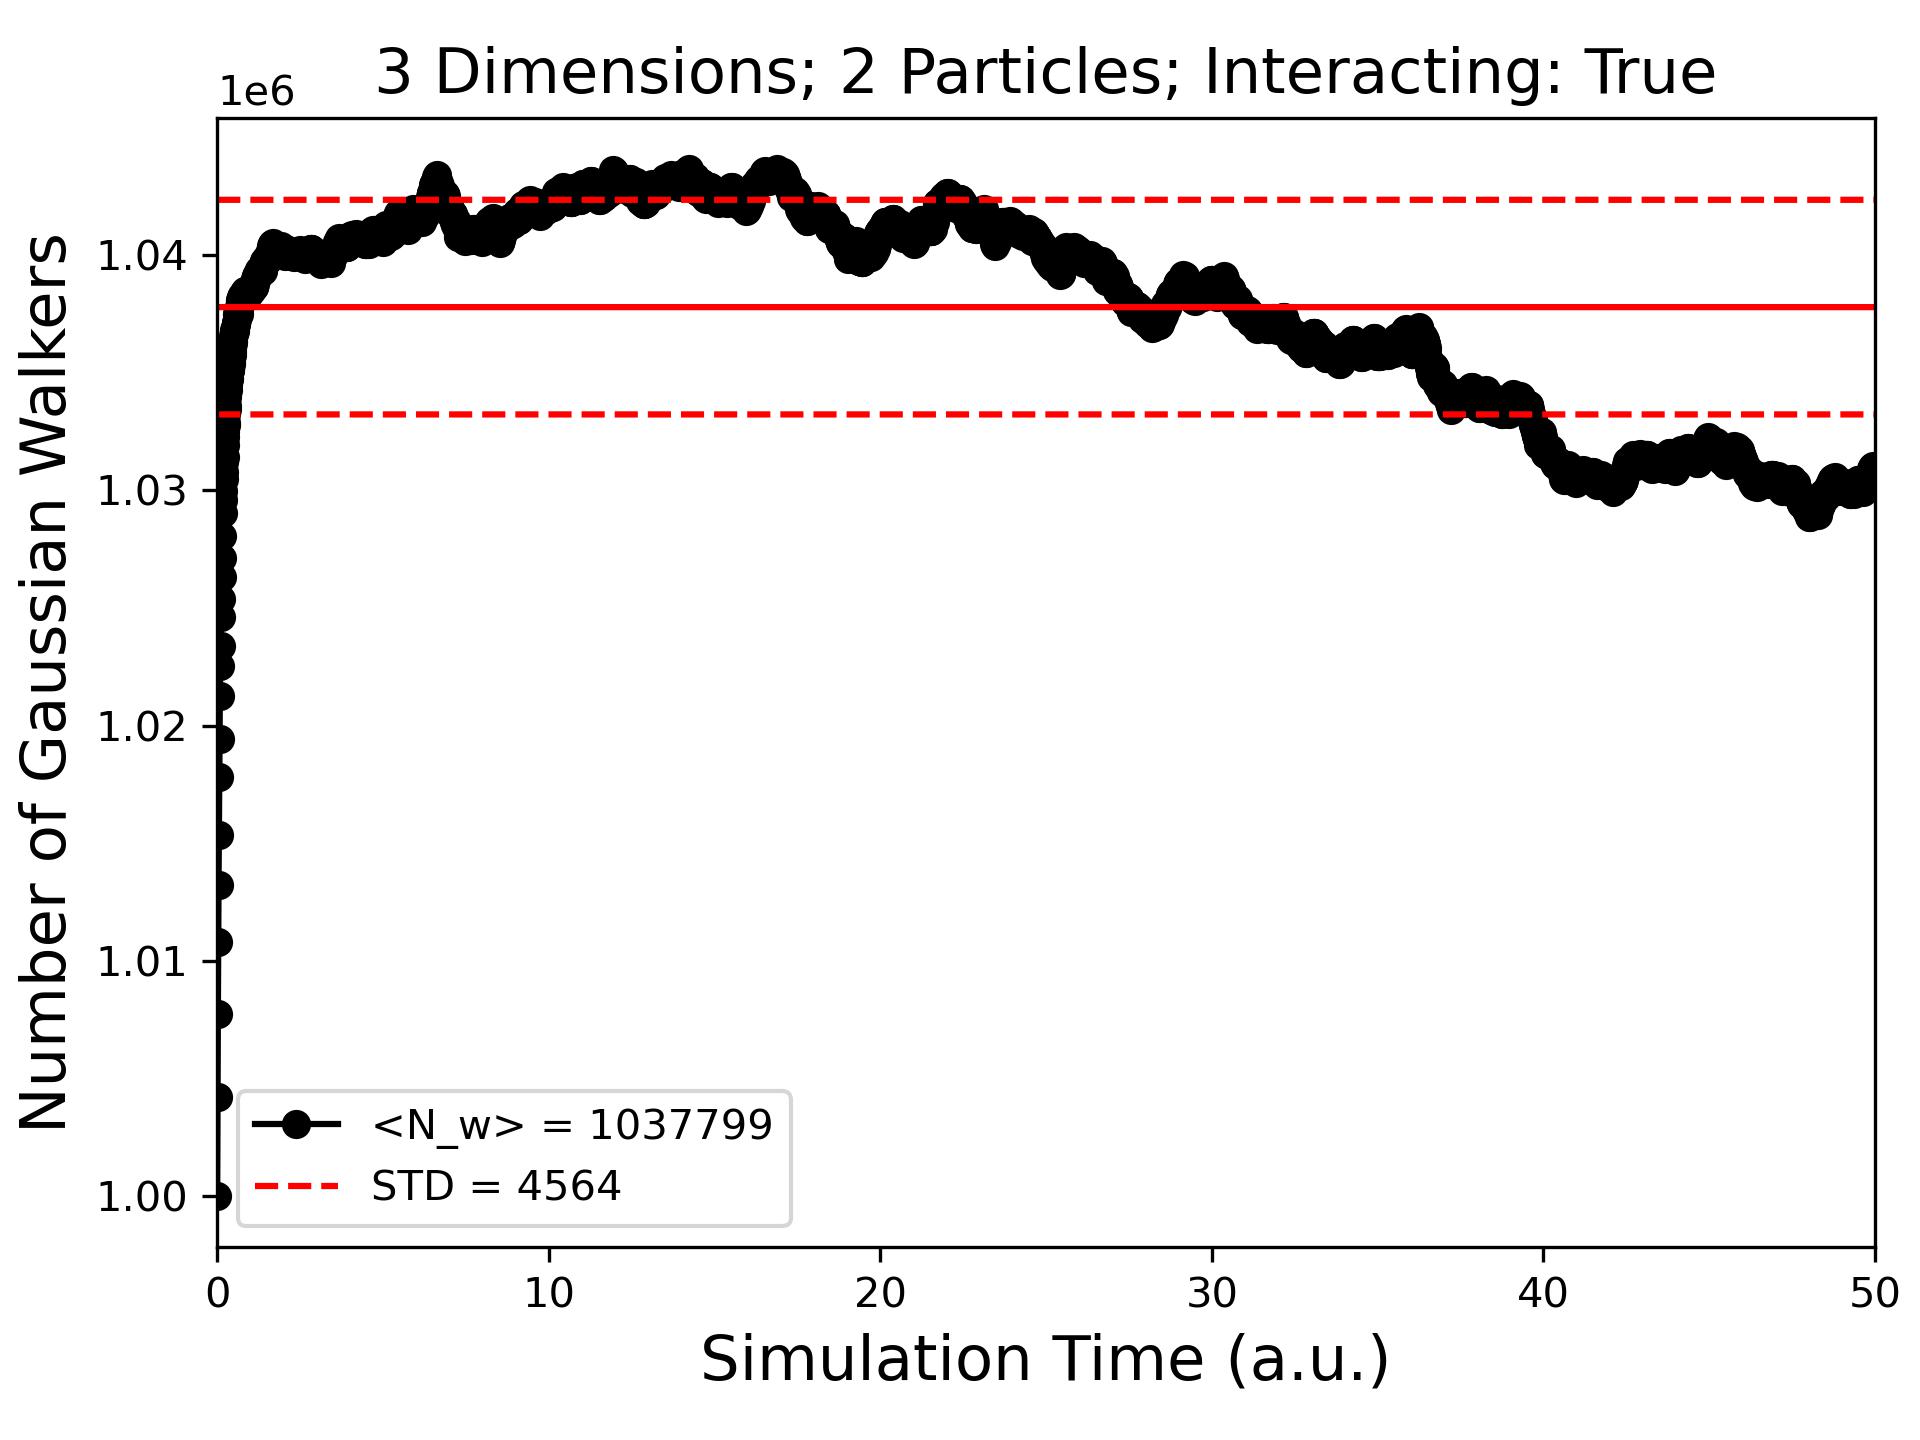 3 Dimensions; 2 Particles; Interacting: True
1e6
Number of Gaussian Walkers
1.04
1.03
1.02
1.01
1.00
<N_w> = 1037799
STD = 4564
0 10 20 30 40 50
Simulation Time (a.u.)